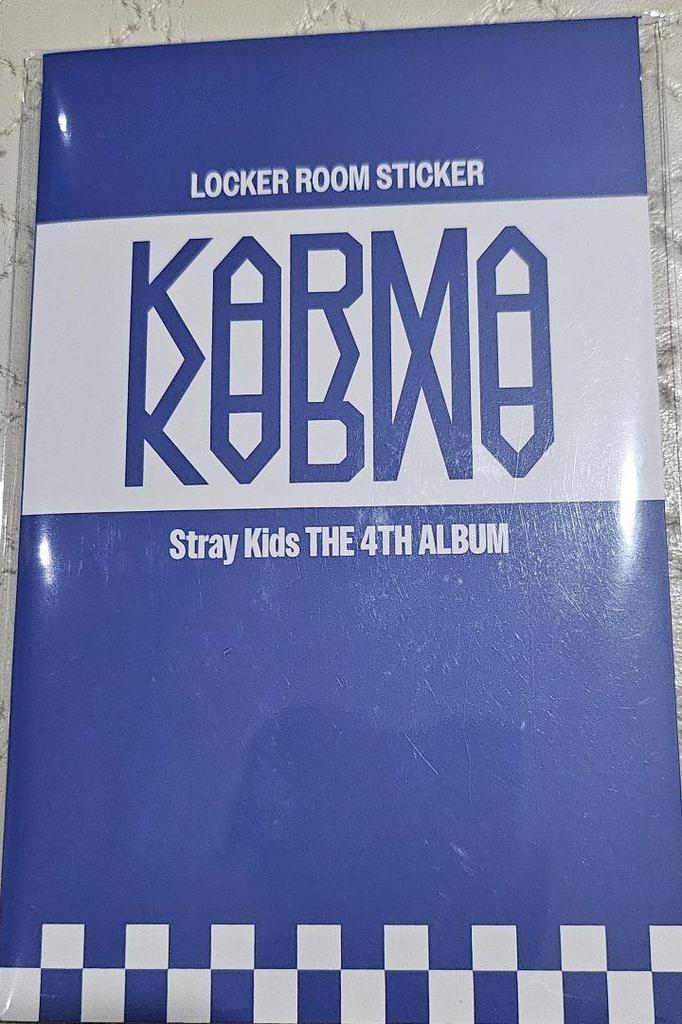 LOCKER ROOM STICKER
KARMA
Stray Kids THE 4TH ALBUM